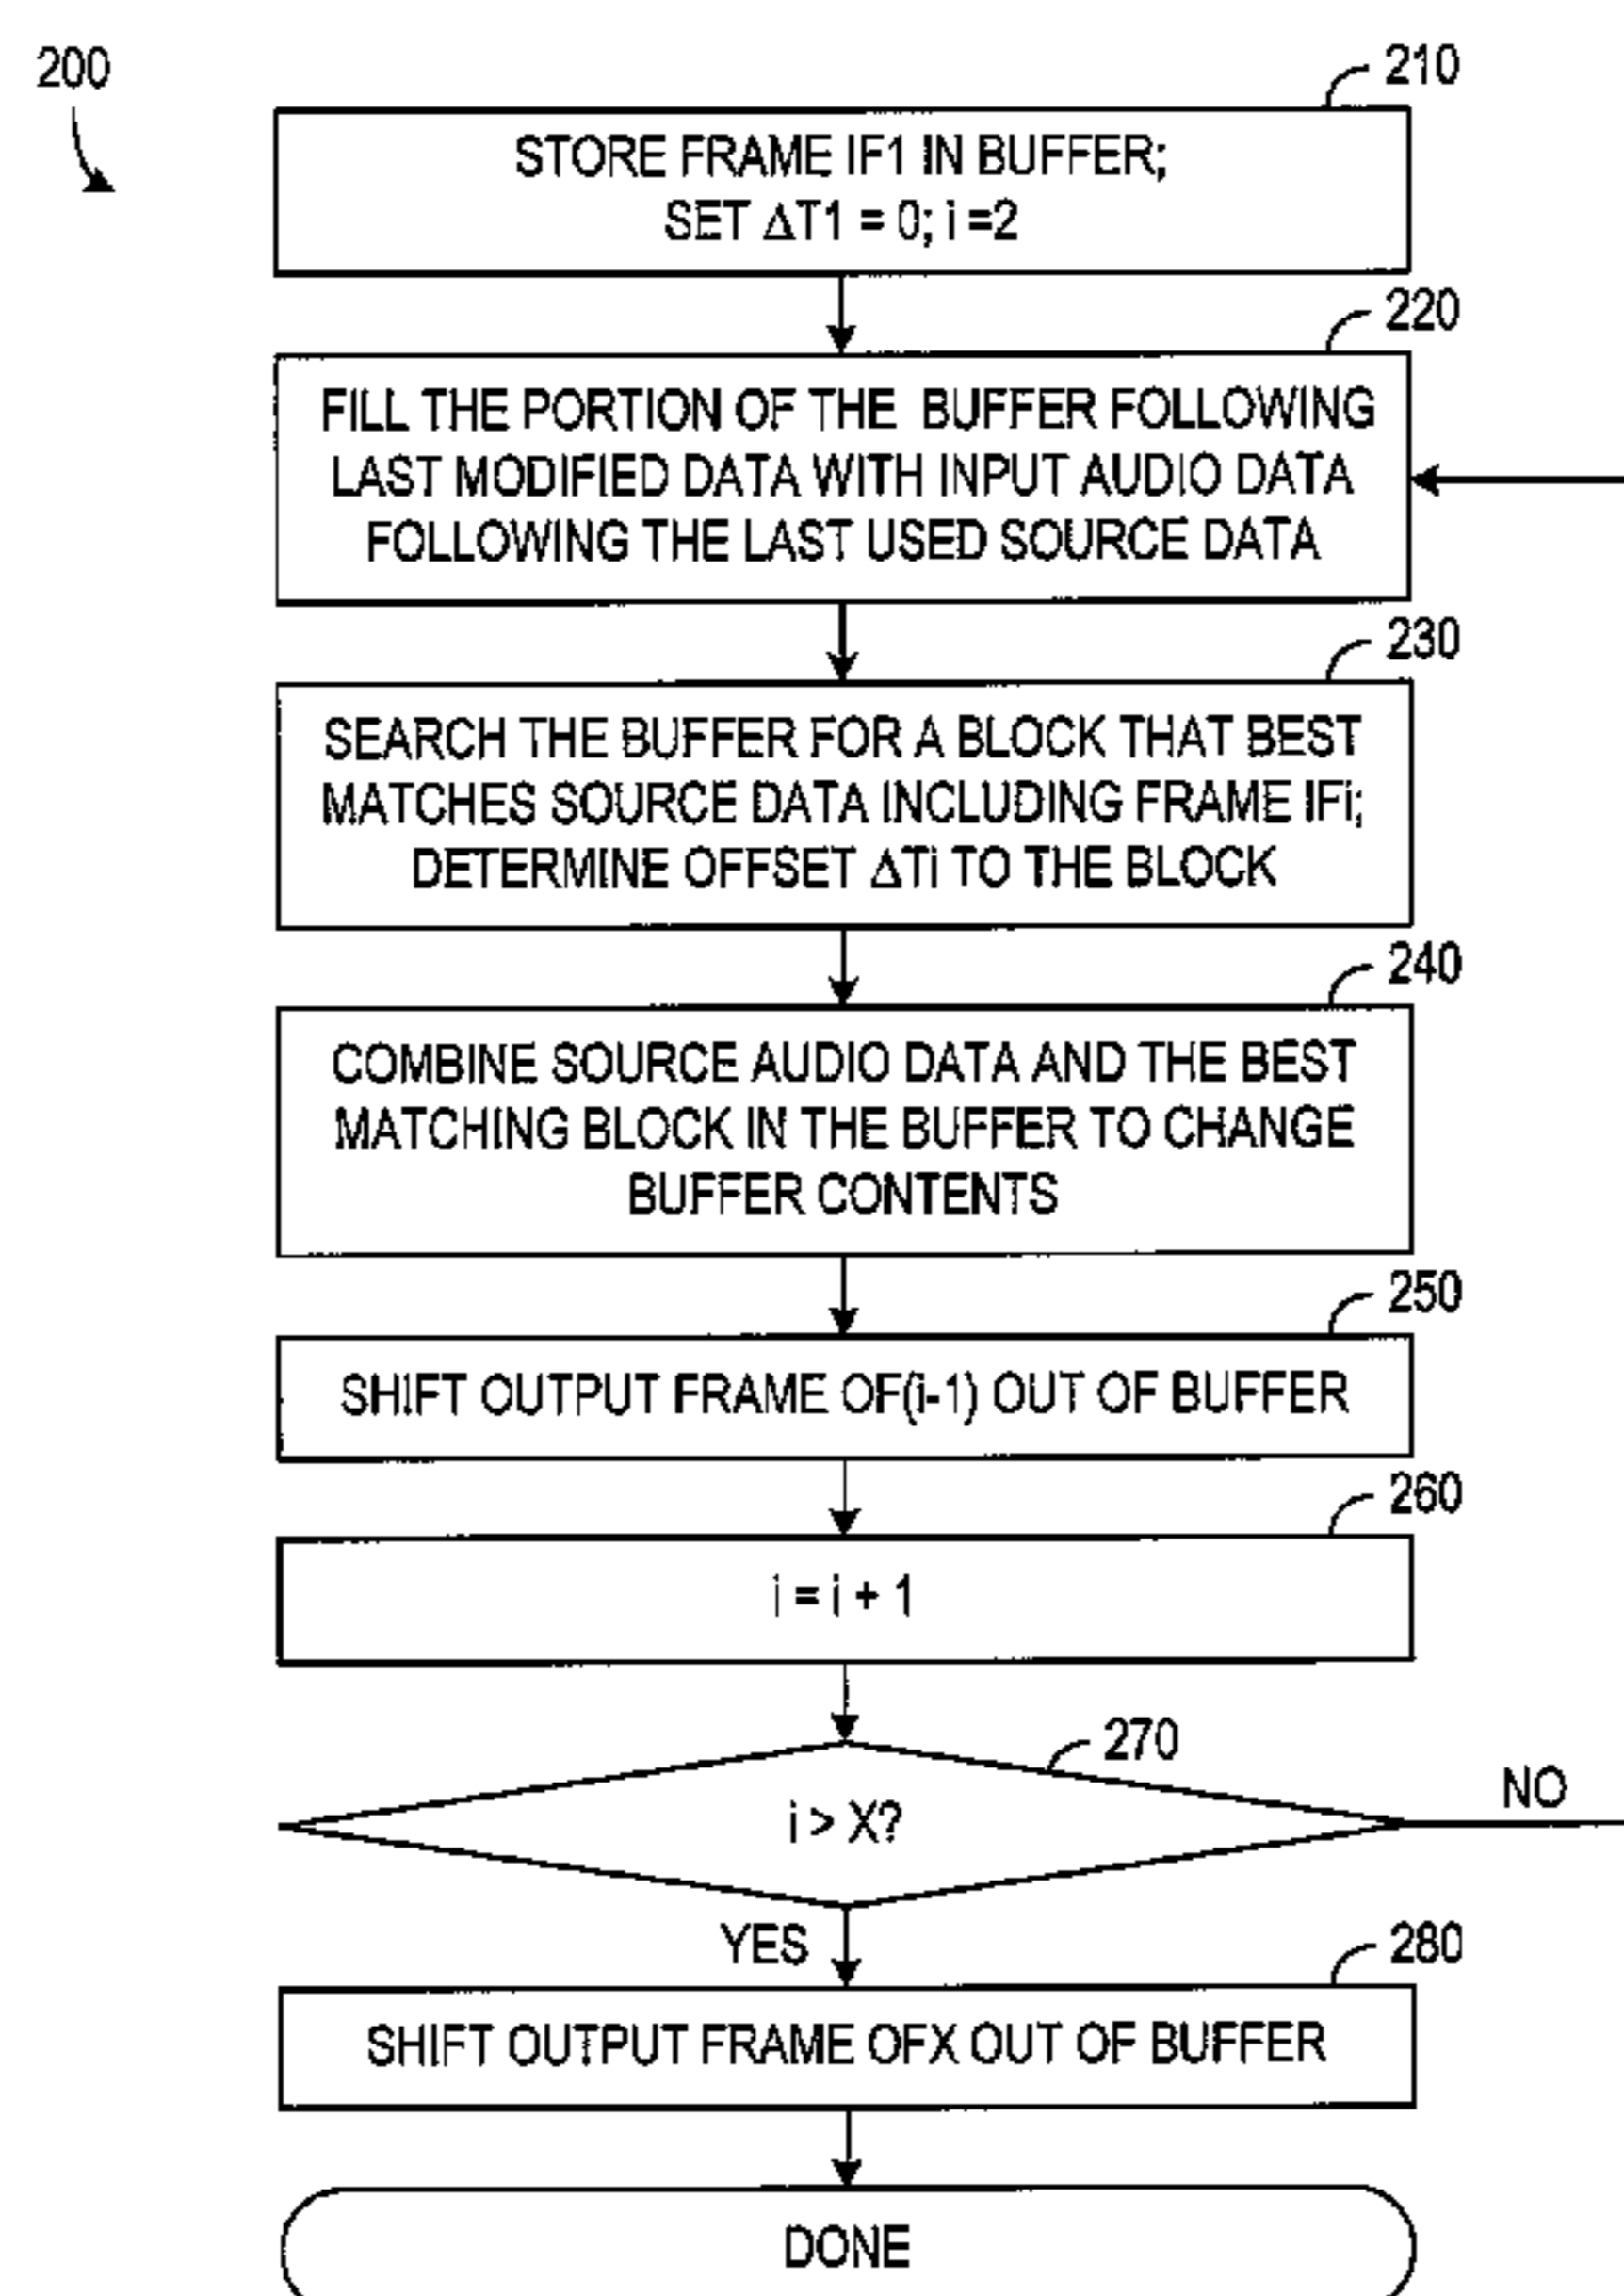 200
210
STORE FRAME IF1 IN BUFFER;
SET ΔT1 = 0; i =2
220
FILL THE PORTION OF THE BUFFER FOLLOWING
LAST MODIFIED DATA WITH INPUT AUDIO DATA
FOLLOWING THE LAST USED SOURCE DATA
230
SEARCH THE BUFFER FOR A BLOCK THAT BEST
MATCHES SOURCE DATA INCLUDING FRAME IFi;
DETERMINE OFFSET ΔTi TO THE BLOCK
240
COMBINE SOURCE AUDIO DATA AND THE BEST
MATCHING BLOCK IN THE BUFFER TO CHANGE
BUFFER CONTENTS
250
SHIFT OUTPUT FRAME OF(i-1) OUT OF BUFFER
260
i = i + 1
270
i > X?
NO
YES
280
SHIFT OUTPUT FRAME OFX OUT OF BUFFER
DONE